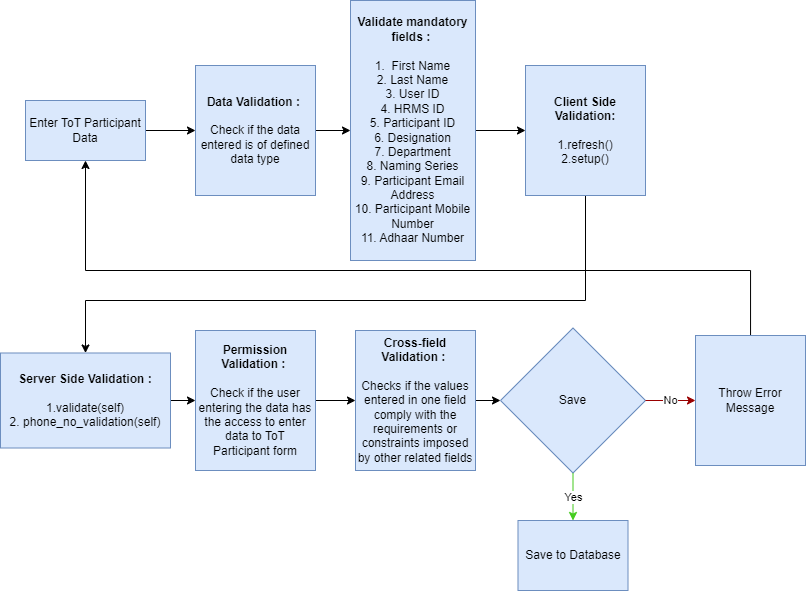 Enter ToT Participant
Data
Data Validation :
Check if the data
entered is of defined
data type
Validate mandatory
fields :
1. First Name
2. Last Name
3. User ID
4. HRMS ID
5. Participant ID
6. Designation
7. Department
8. Naming Series
9. Participant Email
Address
10. Participant Mobile
Number
11. Adhaar Number
Client Side
Validation:
1.refresh()
2.setup()
Server Side Validation :
1.validate(self)
2. phone_no_validation(self)
Permission
Validation :
Check if the user
entering the data has
the access to enter
data to ToT
Participant form
Cross-field
Validation :
Checks if the values
entered in one field
comply with the
requirements or
constraints imposed
by other related fields
Save
No
Throw Error
Message
Yes
Save to Database